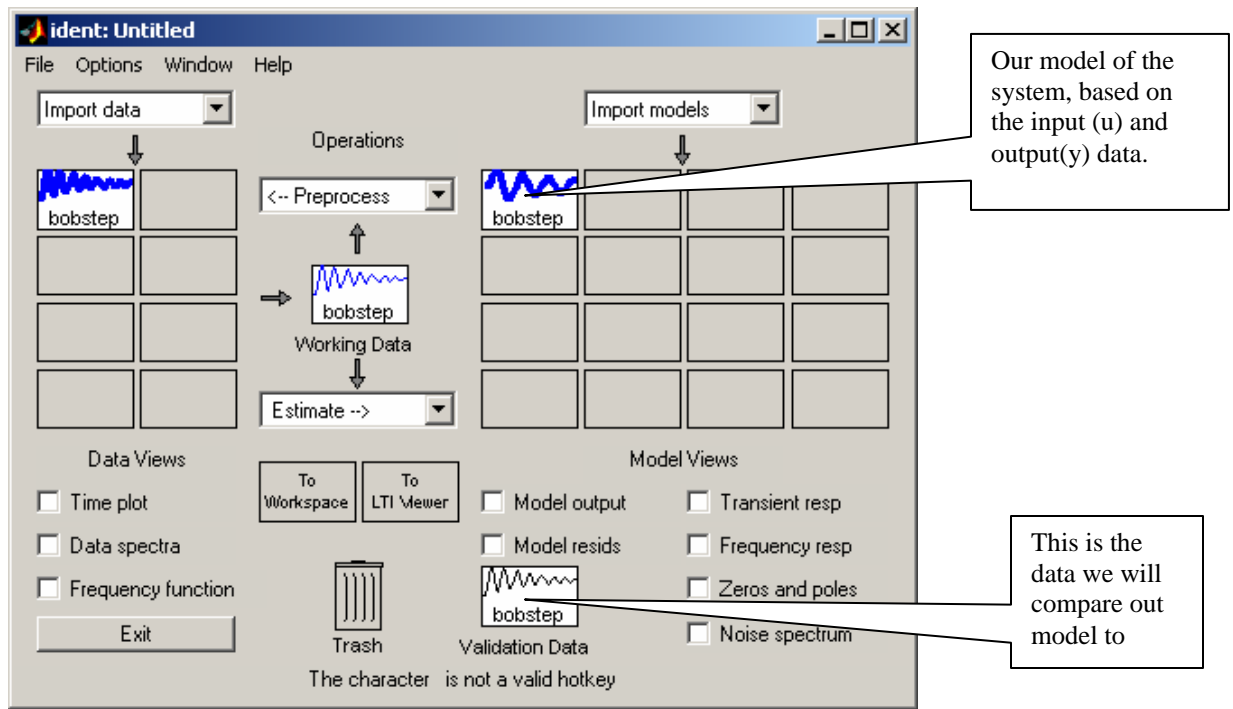 ident: Untitled
File Options Window Help
Import data
Import models
Operations
<-- Preprocess
bobstep
bobstep
bobstep
Working Data
Estimate -->
Data Views
Model Views
To Workspace
To LTI Viewer
Time plot
Data spectra
Frequency function
Exit
Model output
Transient resp
Model resids
Frequency resp
Zeros and poles
bobstep
Noise spectrum
Trash
Validation Data
The character is not a valid hotkey
Our model of the
system, based on
the input (u) and
output(y) data.
This is the
data we will
compare out
model to